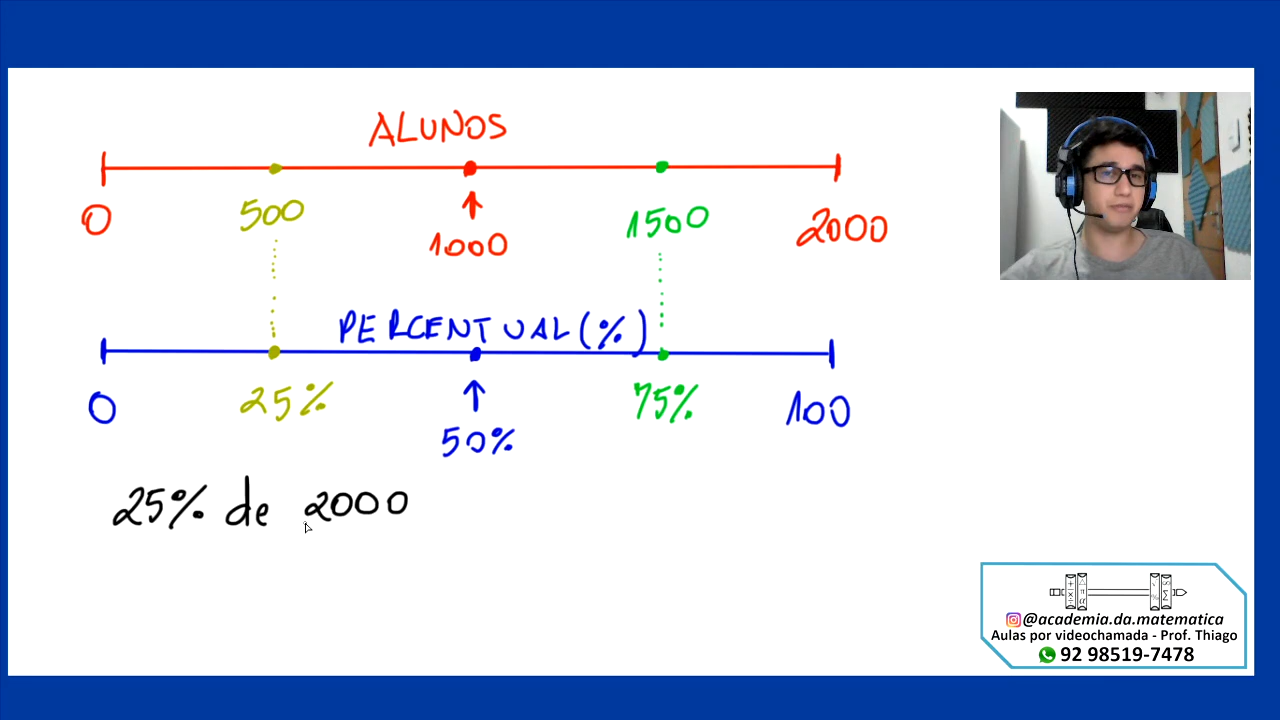 ALUNOS
0 500 1000 1500 2000
PERCENTUAL (%)
0 25% 50% 75% 100
25% de 2000
@academia.da.matematica
Aulas por videochamada - Prof. Thiago
92 98519-7478